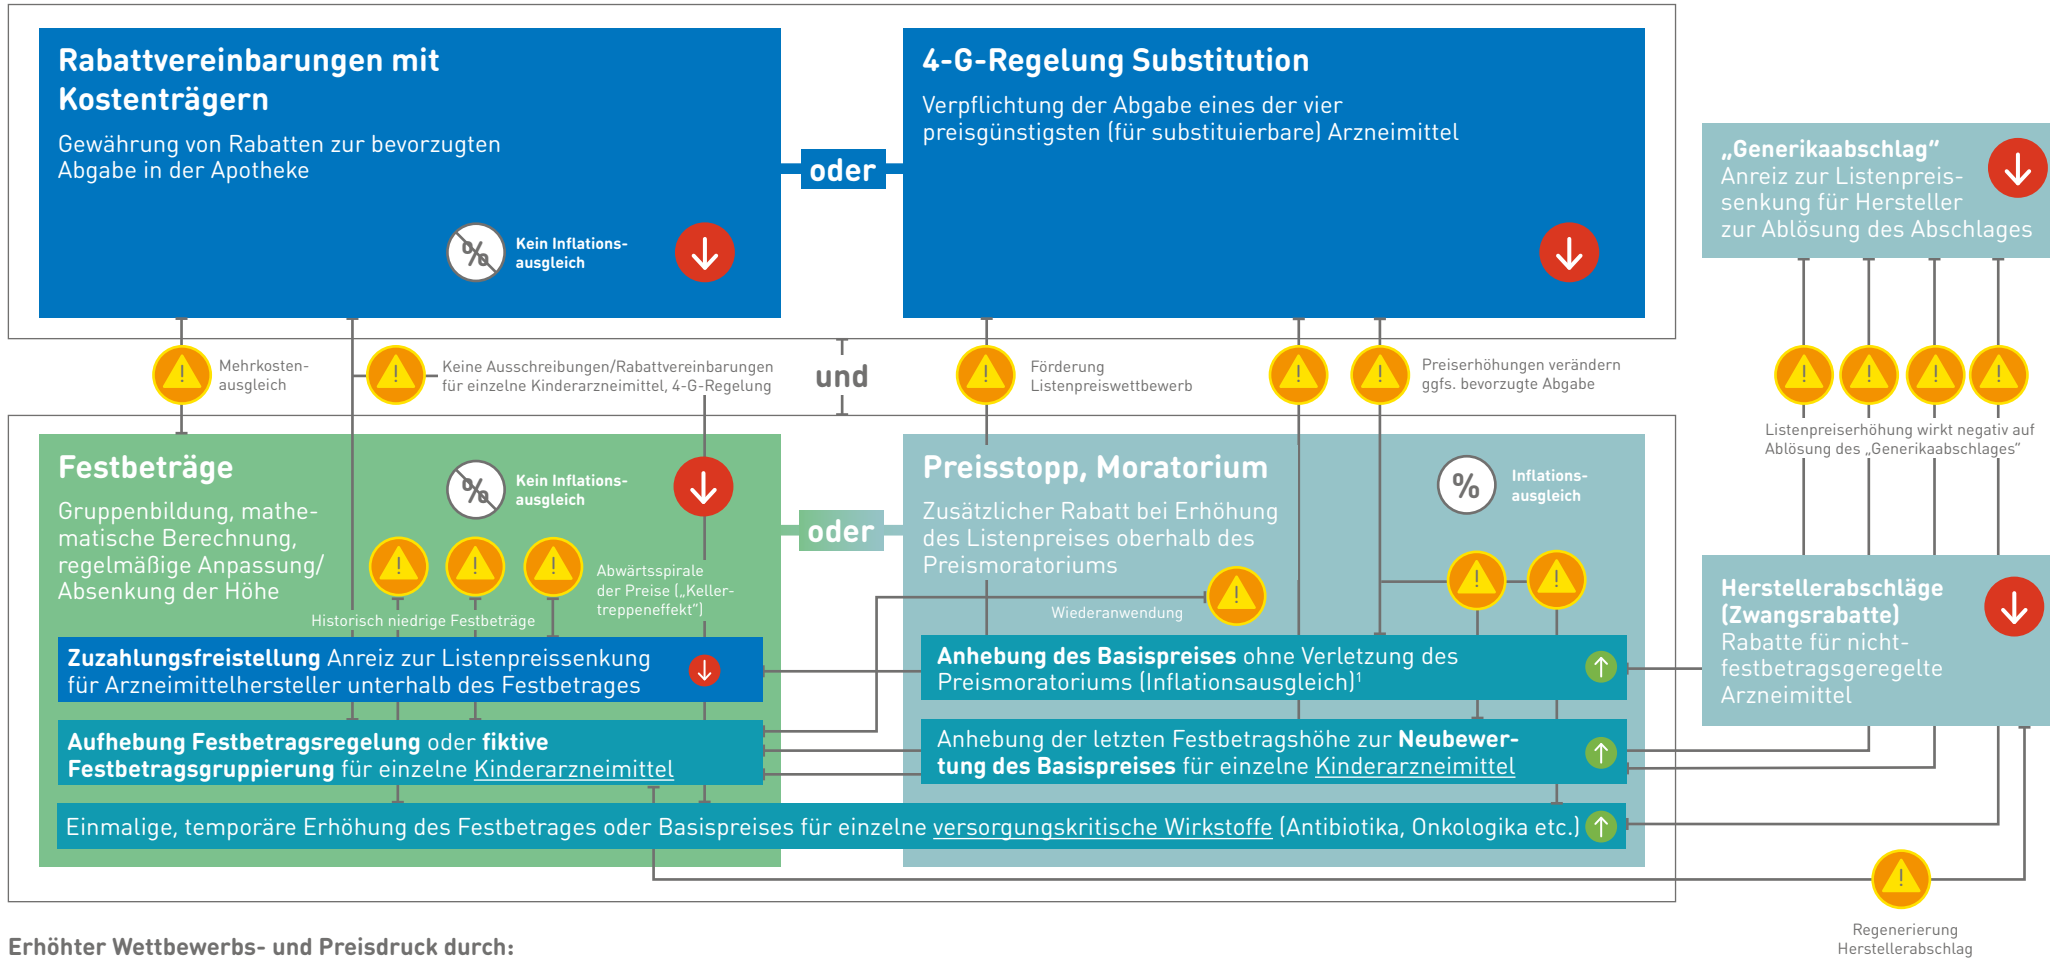 Rabattvereinbarungen mit
Kostenträgern
Gewährung von Rabatten zur bevorzugten
Abgabe in der Apotheke
%
Kein Inflations-
ausgleich
oder
4-G-Regelung Substitution
Verpflichtung der Abgabe eines der vier
preisgünstigsten (für substituierbare) Arzneimittel
„Generikaabschlag“
Anreiz zur Listenpreis-
senkung für Hersteller
zur Ablösung des Abschlages
Mehrkosten-
ausgleich
Keine Ausschreibungen/Rabattvereinbarungen
für einzelne Kinderarzneimittel, 4-G-Regelung
und
Förderung
Listenpreiswettbewerb
Preiserhöhungen verändern
ggfs. bevorzugte Abgabe
Listenpreiserhöhung wirkt negativ auf
Ablösung des „Generikaabschlages“
Festbeträge
Gruppenbildung, mathe-
matische Berechnung,
regelmäßige Anpassung/
Absenkung der Höhe
%
Kein Inflations-
ausgleich
Historisch niedrige Festbeträge
Abwärtsspirale
der Preise („Keller-
treppeneffekt“)
oder
Preisstopp, Moratorium
Zusätzlicher Rabatt bei Erhöhung
des Listenpreises oberhalb des
Preismoratoriums
%
Inflations-
ausgleich
Wiederanwendung
Herstellerabschläge
(Zwangsrabatte)
Rabatte für nicht-
festbetragsgeregelte
Arzneimittel
Zuzahlungsfreistellung Anreiz zur Listenpreissenkung
für Arzneimittelhersteller unterhalb des Festbetrages
Anhebung des Basispreises ohne Verletzung des
Preismoratoriums (Inflationsausgleich)¹
Aufhebung Festbetragsregelung oder fiktive
Festbetragsgruppierung für einzelne Kinderarzneimittel
Anhebung der letzten Festbetragshöhe zur Neubewer-
tung des Basispreises für einzelne Kinderarzneimittel
Einmalige, temporäre Erhöhung des Festbetrages oder Basispreises für einzelne versorgungskritische Wirkstoffe (Antibiotika, Onkologika etc.)
Regenerierung
Herstellerabschlag
Erhöhter Wettbewerbs- und Preisdruck durch: